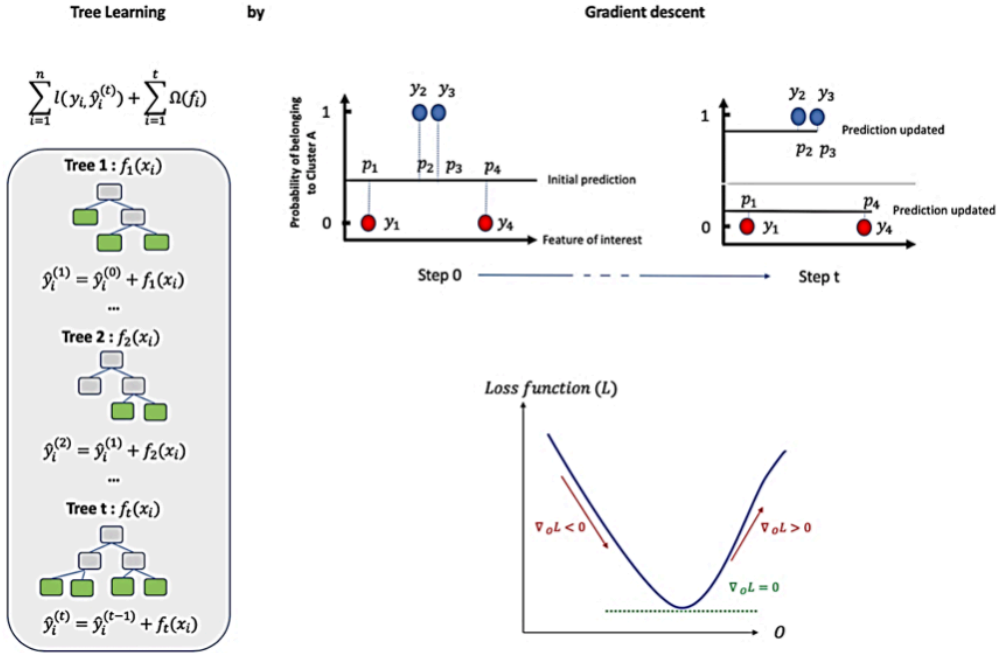 Tree Learning by Gradient descent
∑_{i=1}^{n} l(y_i, ŷ_i^{(t)}) + ∑_{i=1}^{t} Ω(f_i)
Tree 1 : f_1(x_i)
ŷ_i^{(1)} = ŷ_i^{(0)} + f_1(x_i)
...
Tree 2 : f_2(x_i)
ŷ_i^{(2)} = ŷ_i^{(1)} + f_2(x_i)
...
Tree t : f_t(x_i)
ŷ_i^{(t)} = ŷ_i^{(t-1)} + f_t(x_i)
Probability of belonging
to Cluster A
y_2 y_3
1
p_1 p_2 p_3 p_4
Initial prediction
0
y_1 y_4
Feature of interest
Step 0
y_2 y_3
1
Prediction updated
p_2 p_3
p_1 p_4
Prediction updated
0
y_1 y_4
Step t
Loss function (L)
∇_O L < 0
∇_O L > 0
∇_O L = 0
O